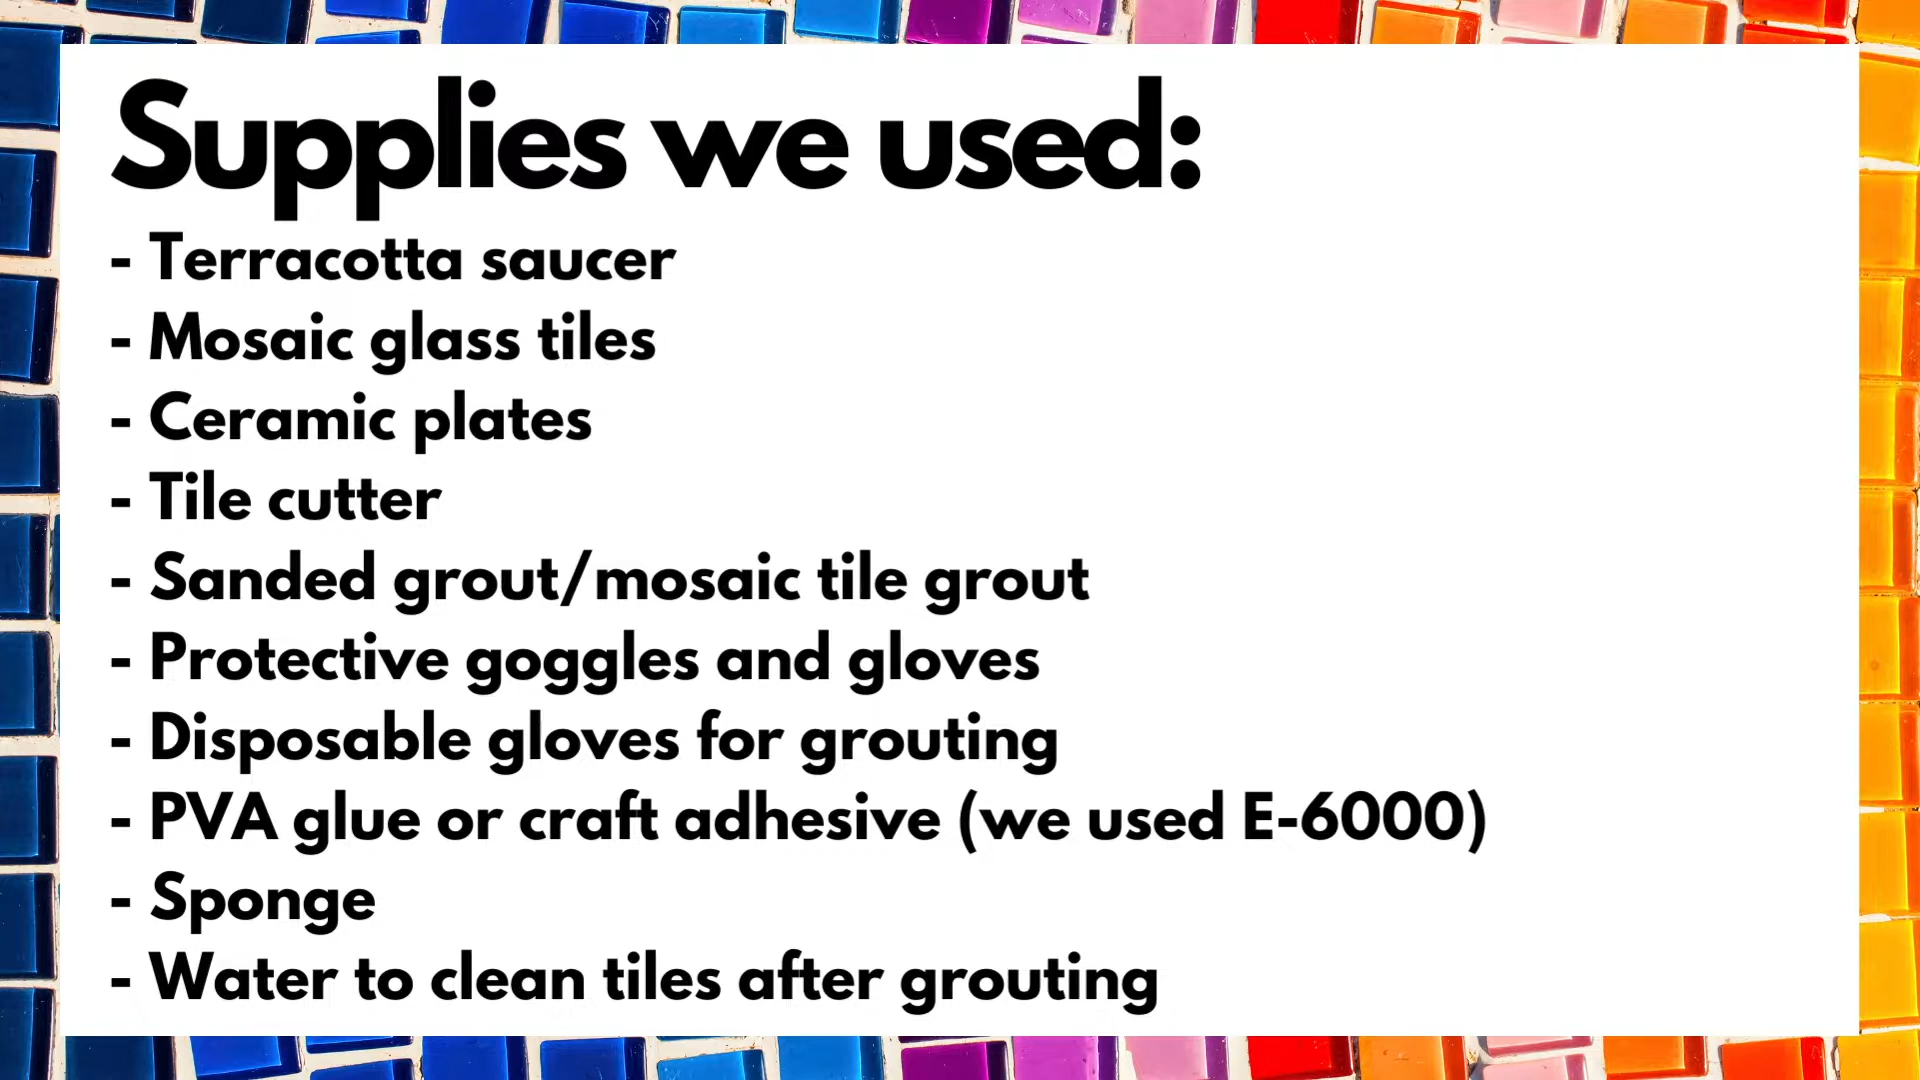 Supplies we used:
- Terracotta saucer
- Mosaic glass tiles
- Ceramic plates
- Tile cutter
- Sanded grout/mosaic tile grout
- Protective goggles and gloves
- Disposable gloves for grouting
- PVA glue or craft adhesive (we used E-6000)
- Sponge
- Water to clean tiles after grouting